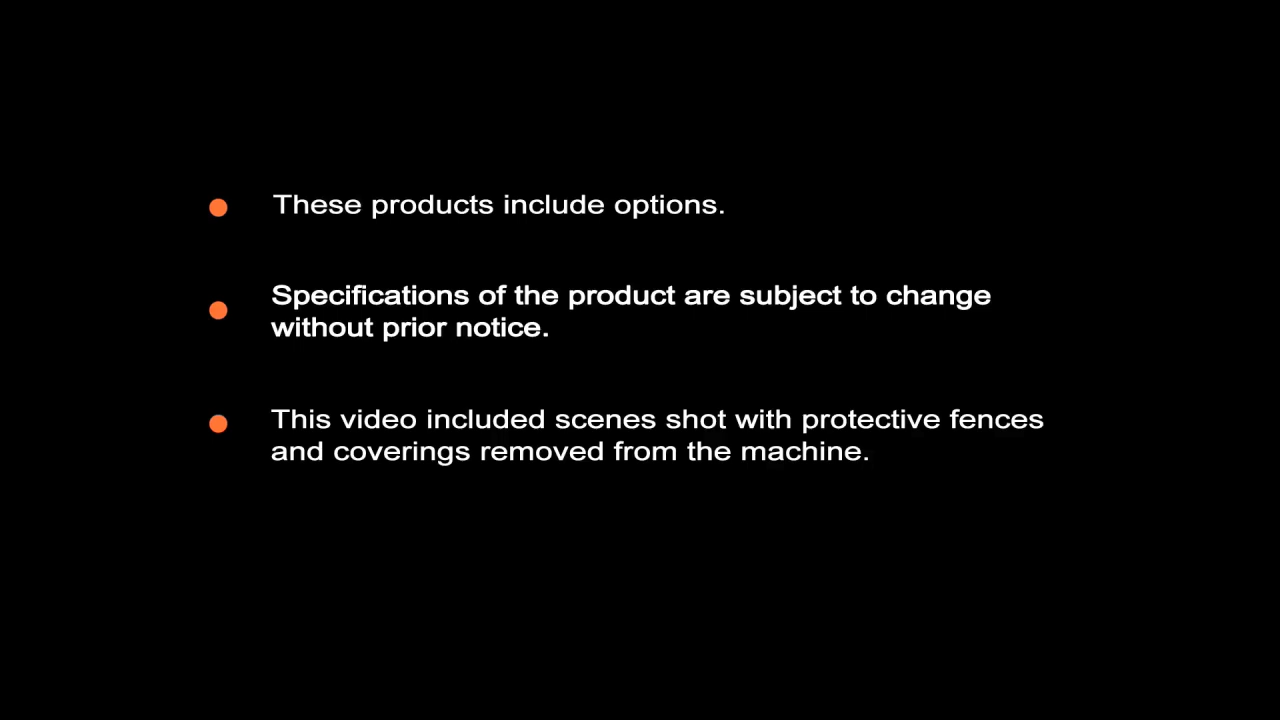 These products include options.
Specifications of the product are subject to change
without prior notice.
This video included scenes shot with protective fences
and coverings removed from the machine.